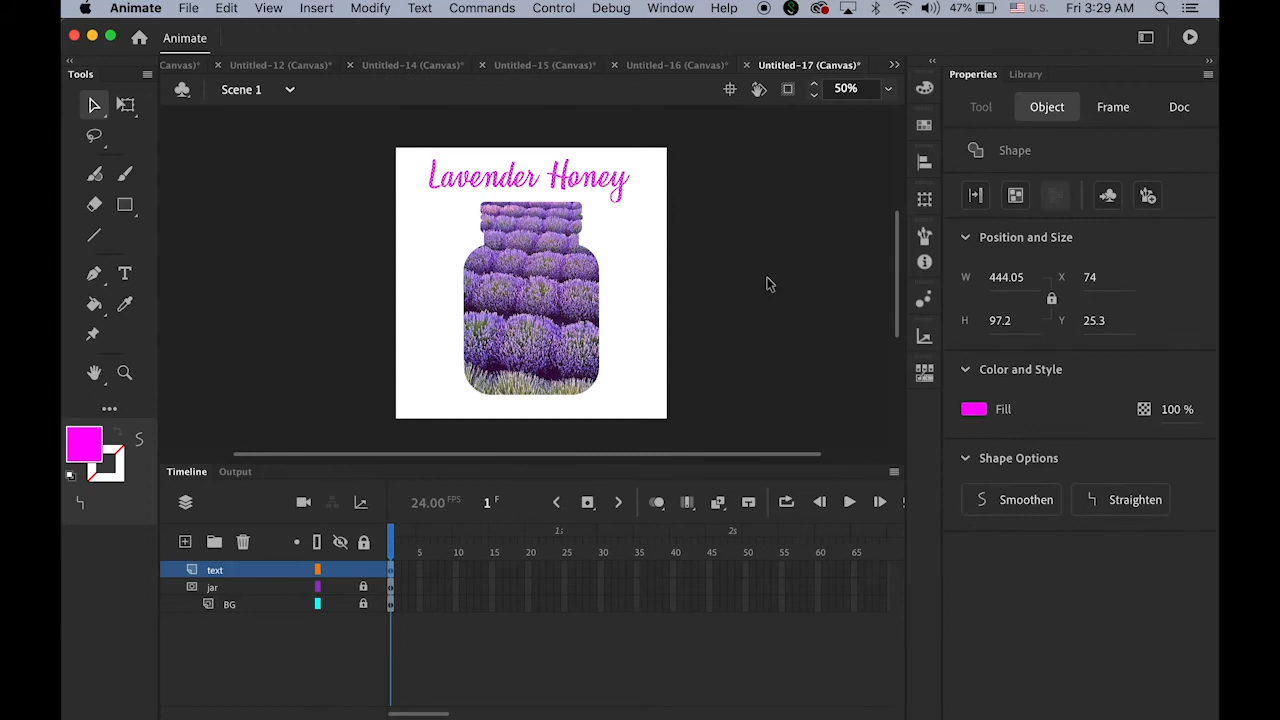 Animate File Edit View Insert Modify Text Commands Control Debug Window Help 47% U.S. Fri 3:29 AM
Animate
Tools
Canvas)* Untitled-12 (Canvas)* Untitled-14 (Canvas)* Untitled-15 (Canvas)* Untitled-16 (Canvas)* Untitled-17 (Canvas)*
Properties Library
Scene 1 50%
Tool Object Frame Doc
Shape
Lavender Honey
Position and Size
W 444.05 X 74
H 97.2 Y 25.3
Color and Style
Fill 100 %
Shape Options
Smoothen Straighten
Timeline Output
24.00 FPS 1 F
1s 2s
5 10 15 20 25 30 35 40 45 50 55 60 65
text
jar
BG